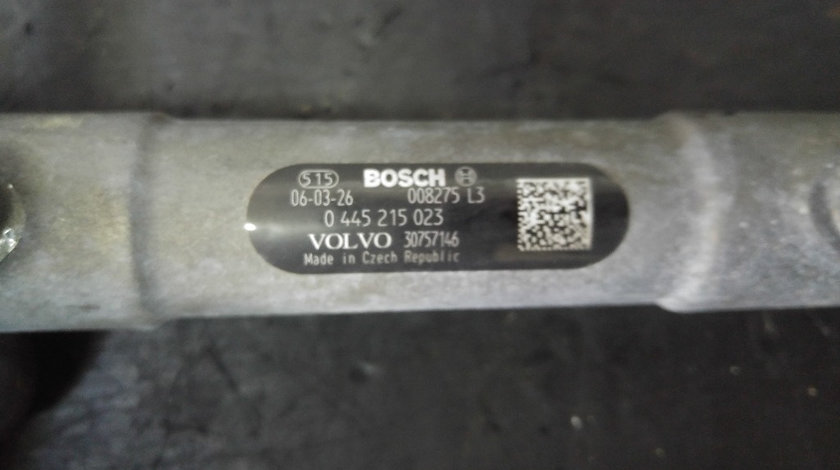 515 BOSCH
06-03-26 008275 L3
0 445 215 023
VOLVO 30757146
Made in Czech Republic